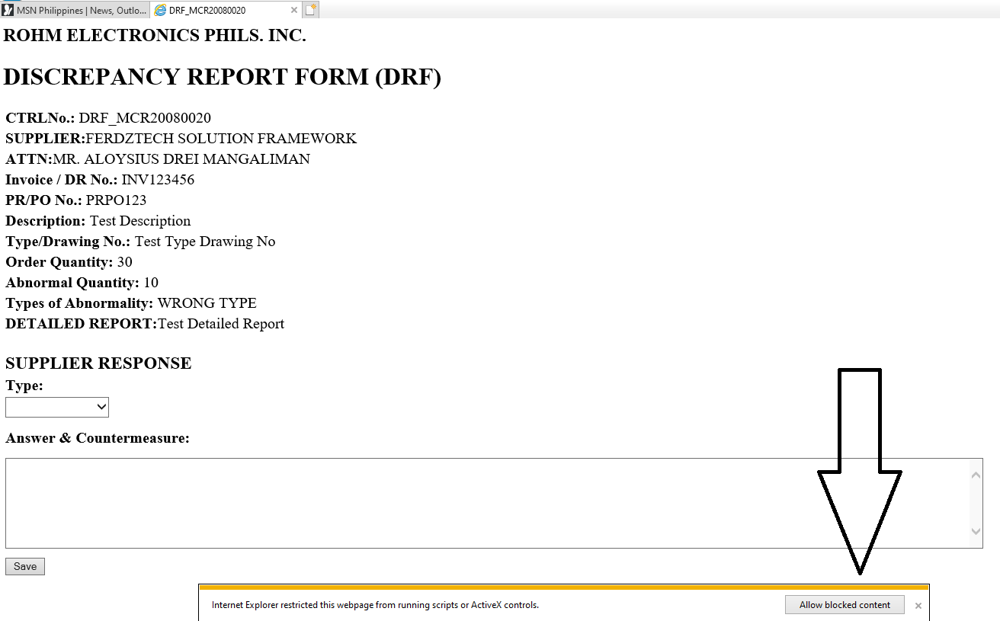 MSN Philippines | News, Outlo... DRF_MCR20080020
ROHM ELECTRONICS PHILS. INC.
DISCREPANCY REPORT FORM (DRF)
CTRLNo.: DRF_MCR20080020
SUPPLIER:FERDZTECH SOLUTION FRAMEWORK
ATTN:MR. ALOYSIUS DREI MANGALIMAN
Invoice / DR No.: INV123456
PR/PO No.: PRPO123
Description: Test Description
Type/Drawing No.: Test Type Drawing No
Order Quantity: 30
Abnormal Quantity: 10
Types of Abnormality: WRONG TYPE
DETAILED REPORT:Test Detailed Report
SUPPLIER RESPONSE
Type:
Answer & Countermeasure:
Save
Internet Explorer restricted this webpage from running scripts or ActiveX controls. Allow blocked content